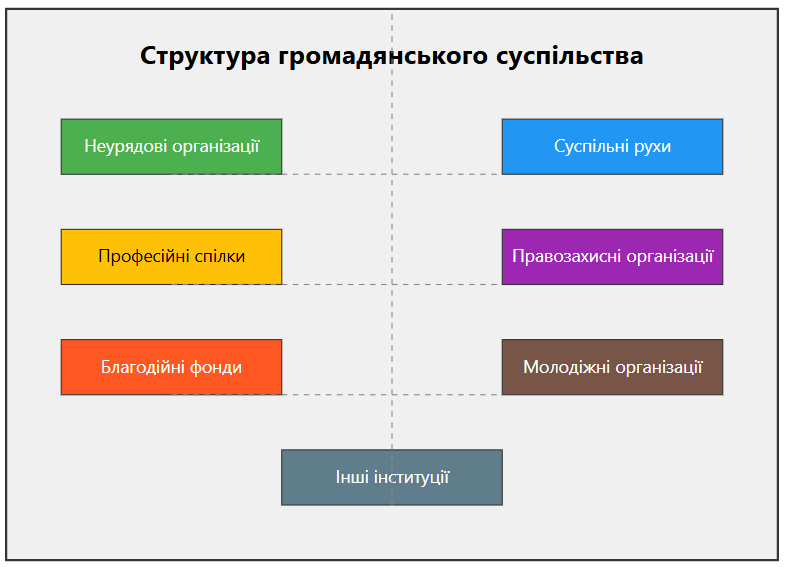 Структура громадянського суспільства
Неурядові організації
Суспільні рухи
Професійні спілки
Правозахисні організації
Благодійні фонди
Молодіжні організації
Інші інституції